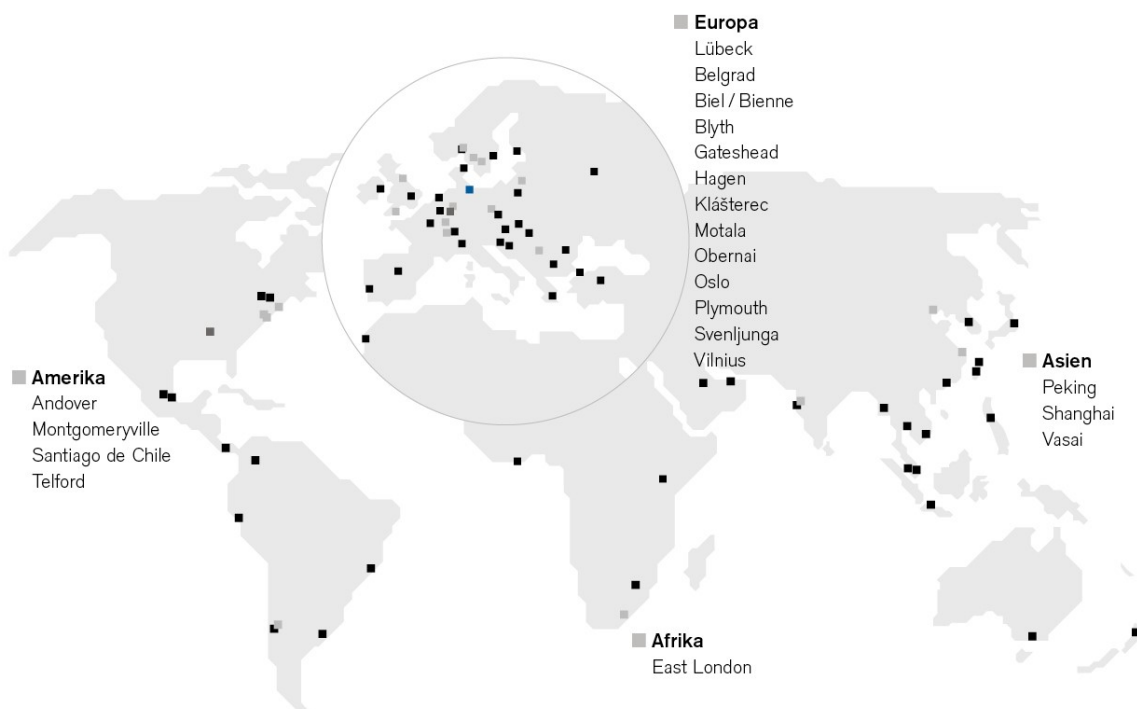 Europa
Lübeck
Belgrad
Biel / Bienne
Blyth
Gateshead
Hagen
Klášterec
Motala
Obernai
Oslo
Plymouth
Svenljunga
Vilnius
Amerika
Andover
Montgomeryville
Santiago de Chile
Telford
Asien
Peking
Shanghai
Vasai
Afrika
East London